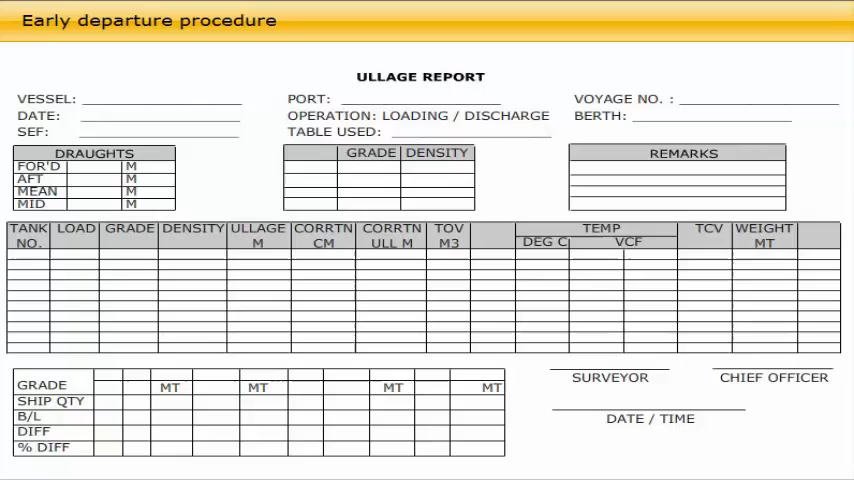 Early departure procedure
ULLAGE REPORT
VESSEL: PORT: VOYAGE NO. :
DATE: OPERATION: LOADING / DISCHARGE BERTH:
SEF: TABLE USED:
DRAUGHTS
FOR'D M
AFT M
MEAN M
MID M
GRADE DENSITY
REMARKS
TANK LOAD GRADE DENSITY ULLAGE CORRTN CORRTN TOV TEMP TCV WEIGHT
NO. M CM ULL M M3 DEG C VCF MT
GRADE MT MT MT MT
SHIP QTY
B/L
DIFF
% DIFF
SURVEYOR CHIEF OFFICER
DATE / TIME